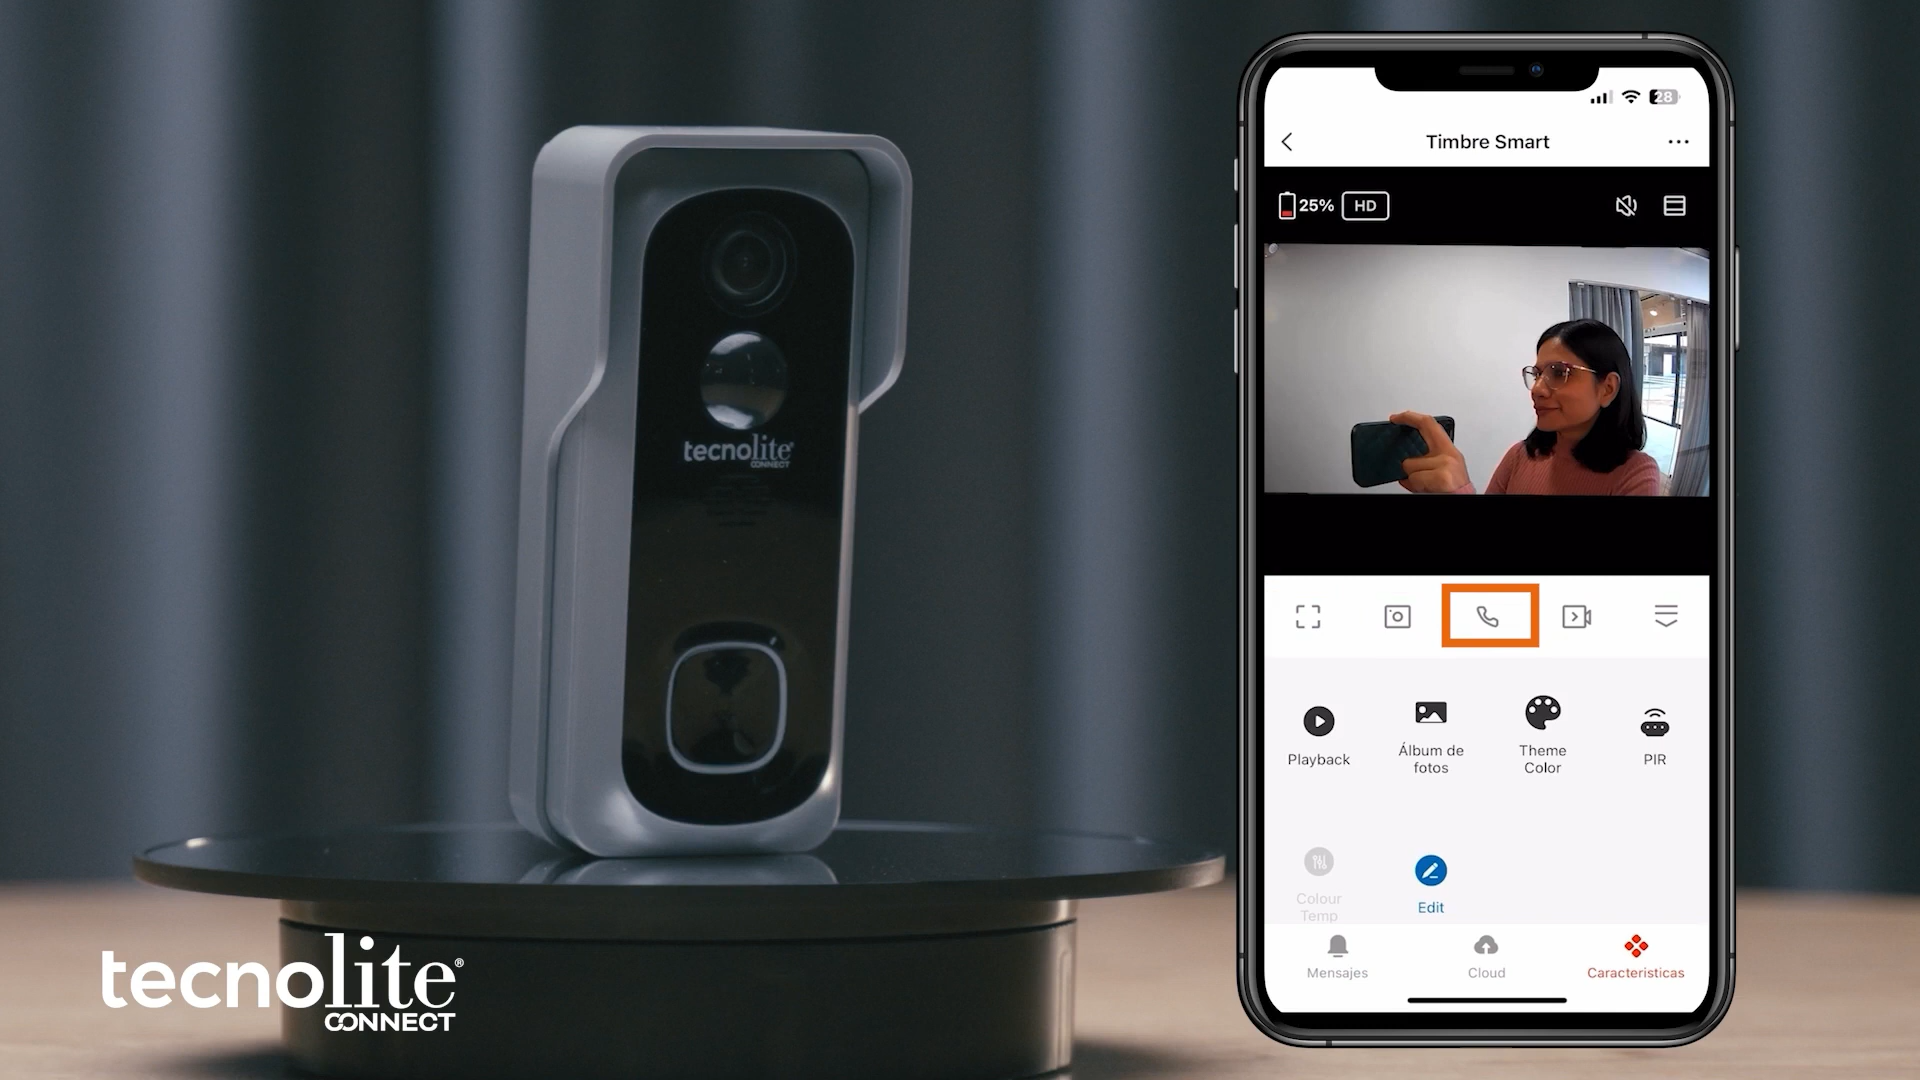 tecnolite
CONNECT
28
Timbre Smart
25% HD
Playback
Álbum de
fotos
Theme
Color
PIR
Colour
Temp
Edit
Mensajes
Cloud
Caracteristicas
tecnolite®
CONNECT